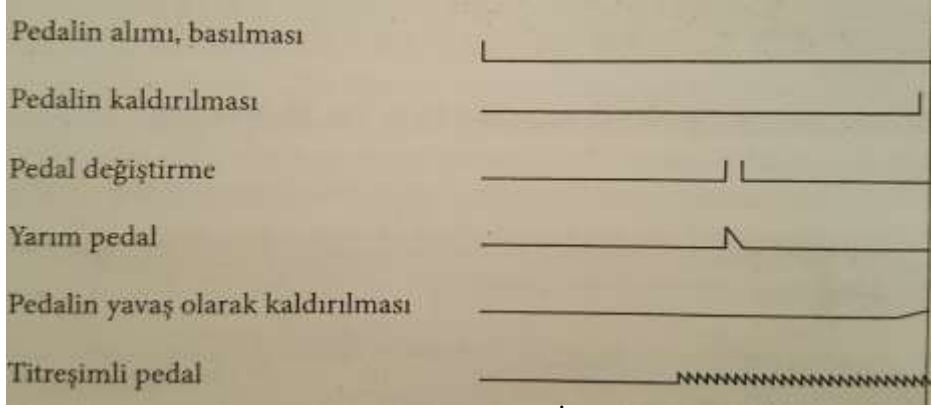 Pedalin alımı, basılması
Pedalin kaldırılması
Pedal değiştirme
Yarım pedal
Pedalin yavaş olarak kaldırılması
Titreşimli pedal